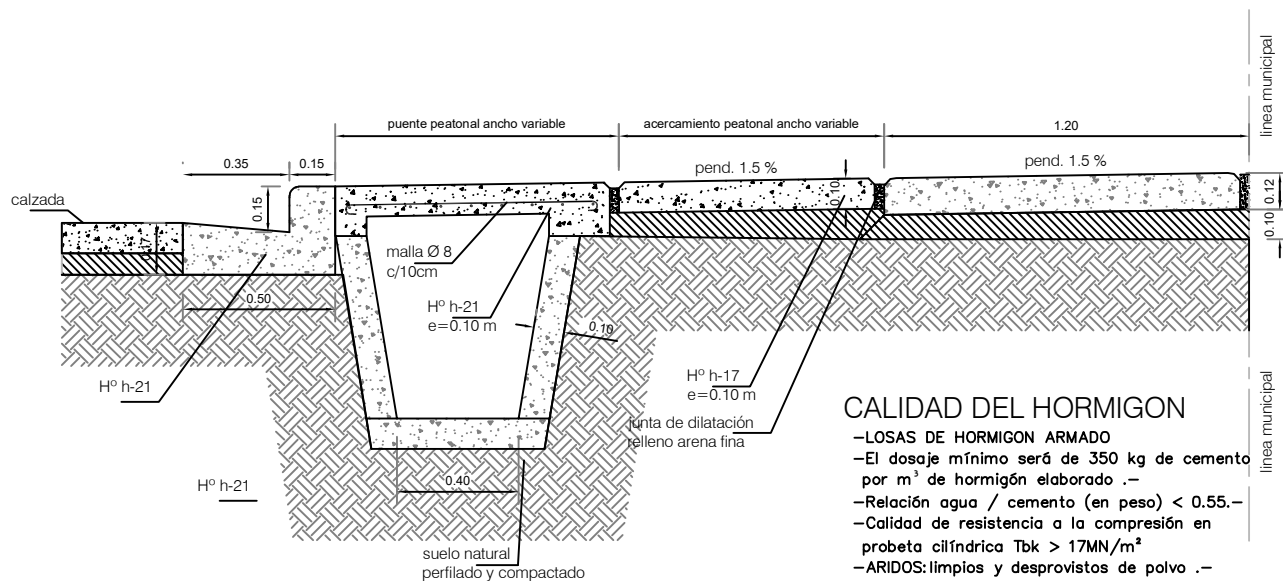 linea municipal
puente peatonal ancho variable
acercamiento peatonal ancho variable
1.20
0.35
0.15
pend. 1.5 %
pend. 1.5 %
calzada
0.15
0.10
0.12
0.10
0.17
malla Ø 8
c/10cm
Hº h-21
e=0.10 m
0.10
0.50
Hº h-21
Hº h-17
e=0.10 m
junta de dilatación
relleno arena fina
linea municipal
Hº h-21
0.40
suelo natural
perfilado y compactado
CALIDAD DEL HORMIGON
-LOSAS DE HORMIGON ARMADO
-El dosaje mínimo será de 350 kg de cemento
por m³ de hormigón elaborado .-
-Relación agua / cemento (en peso) < 0.55.-
-Calidad de resistencia a la compresión en
probeta cilíndrica Tbk > 17MN/m²
-ARIDOS: limpios y desprovistos de polvo .-